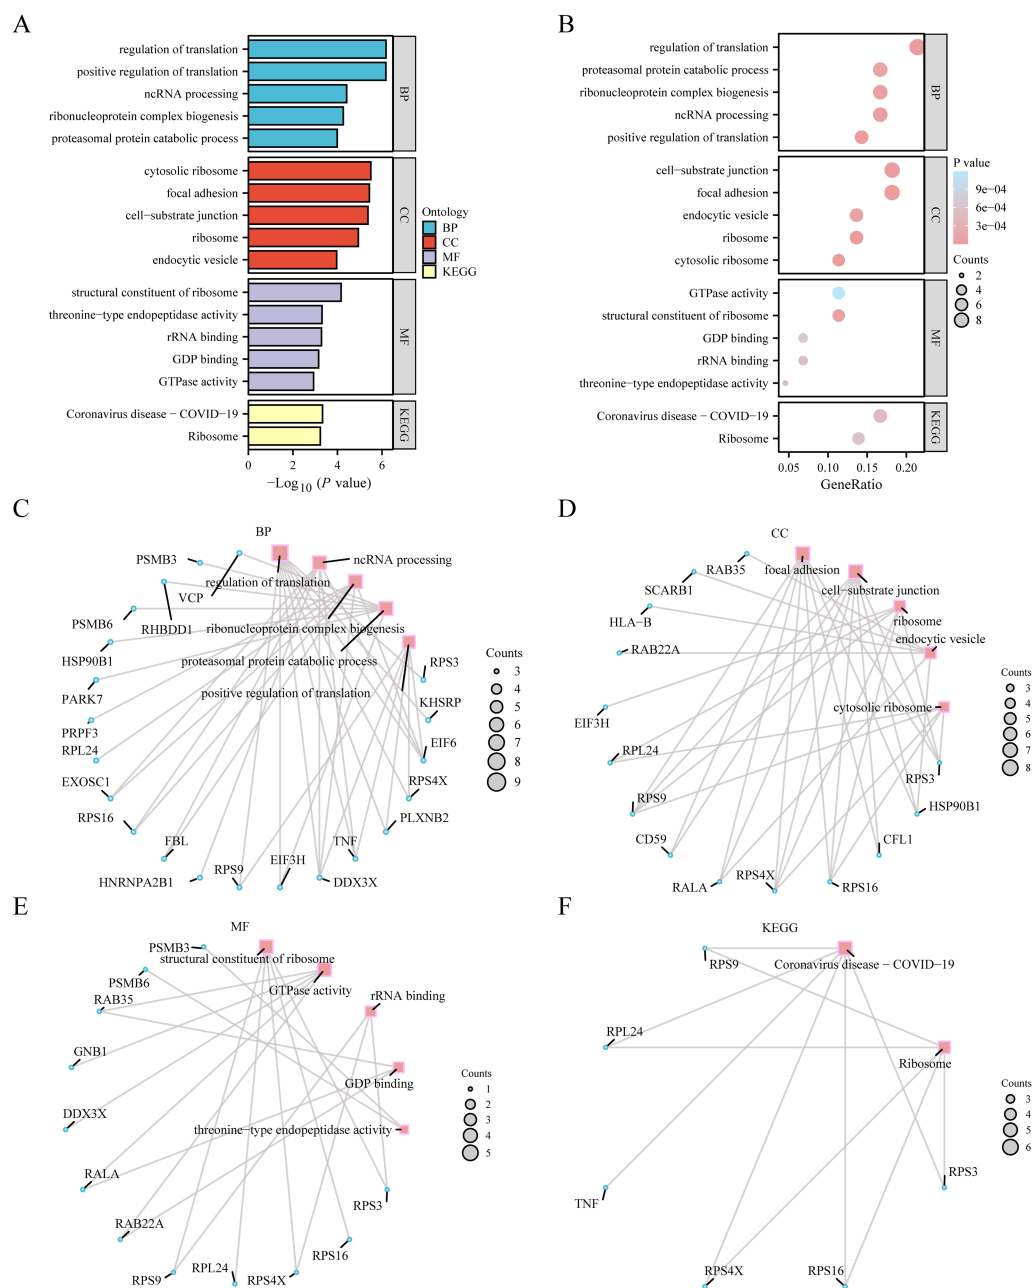 A
regulation of translation
positive regulation of translation
ncRNA processing
ribonucleoprotein complex biogenesis
proteasomal protein catabolic process
BP
cytosolic ribosome
focal adhesion
cell−substrate junction
ribosome
endocytic vesicle
CC
structural constituent of ribosome
threonine−type endopeptidase activity
rRNA binding
GDP binding
GTPase activity
MF
Coronavirus disease − COVID−19
Ribosome
KEGG
0 2 4 6
−Log10 (P value)
Ontology
BP
CC
MF
KEGG
B
regulation of translation
proteasomal protein catabolic process
ribonucleoprotein complex biogenesis
ncRNA processing
positive regulation of translation
BP
cell−substrate junction
focal adhesion
endocytic vesicle
ribosome
cytosolic ribosome
CC
GTPase activity
structural constituent of ribosome
GDP binding
rRNA binding
threonine−type endopeptidase activity
MF
Coronavirus disease − COVID−19
Ribosome
KEGG
0.05 0.10 0.15 0.20
GeneRatio
P value
9e−04
6e−04
3e−04
Counts
2
4
6
8
C
BP
PSMB3
ncRNA processing
regulation of translation
VCP
PSMB6
RHBDD1
ribonucleoprotein complex biogenesis
HSP90B1
proteasomal protein catabolic process
RPS3
PARK7
positive regulation of translation
KHSRP
PRPF3
RPL24
EIF6
EXOSC1
RPS4X
RPS16
PLXNB2
FBL
TNF
HNRNPA2B1
RPS9
EIF3H
DDX3X
Counts
3
4
5
6
7
8
9
D
CC
RAB35
focal adhesion
SCARB1
cell−substrate junction
HLA−B
ribosome
RAB22A
endocytic vesicle
EIF3H
cytosolic ribosome
RPL24
RPS3
RPS9
HSP90B1
CD59
CFL1
RALA
RPS4X
RPS16
Counts
3
4
5
6
7
8
E
MF
PSMB3
structural constituent of ribosome
PSMB6
GTPase activity
RAB35
rRNA binding
GNB1
GDP binding
DDX3X
threonine−type endopeptidase activity
RALA
RPS3
RAB22A
RPS16
RPS9
RPL24
RPS4X
Counts
1
2
3
4
5
F
KEGG
RPS9
Coronavirus disease − COVID−19
RPL24
Ribosome
TNF
RPS3
RPS4X
RPS16
Counts
3
4
5
6